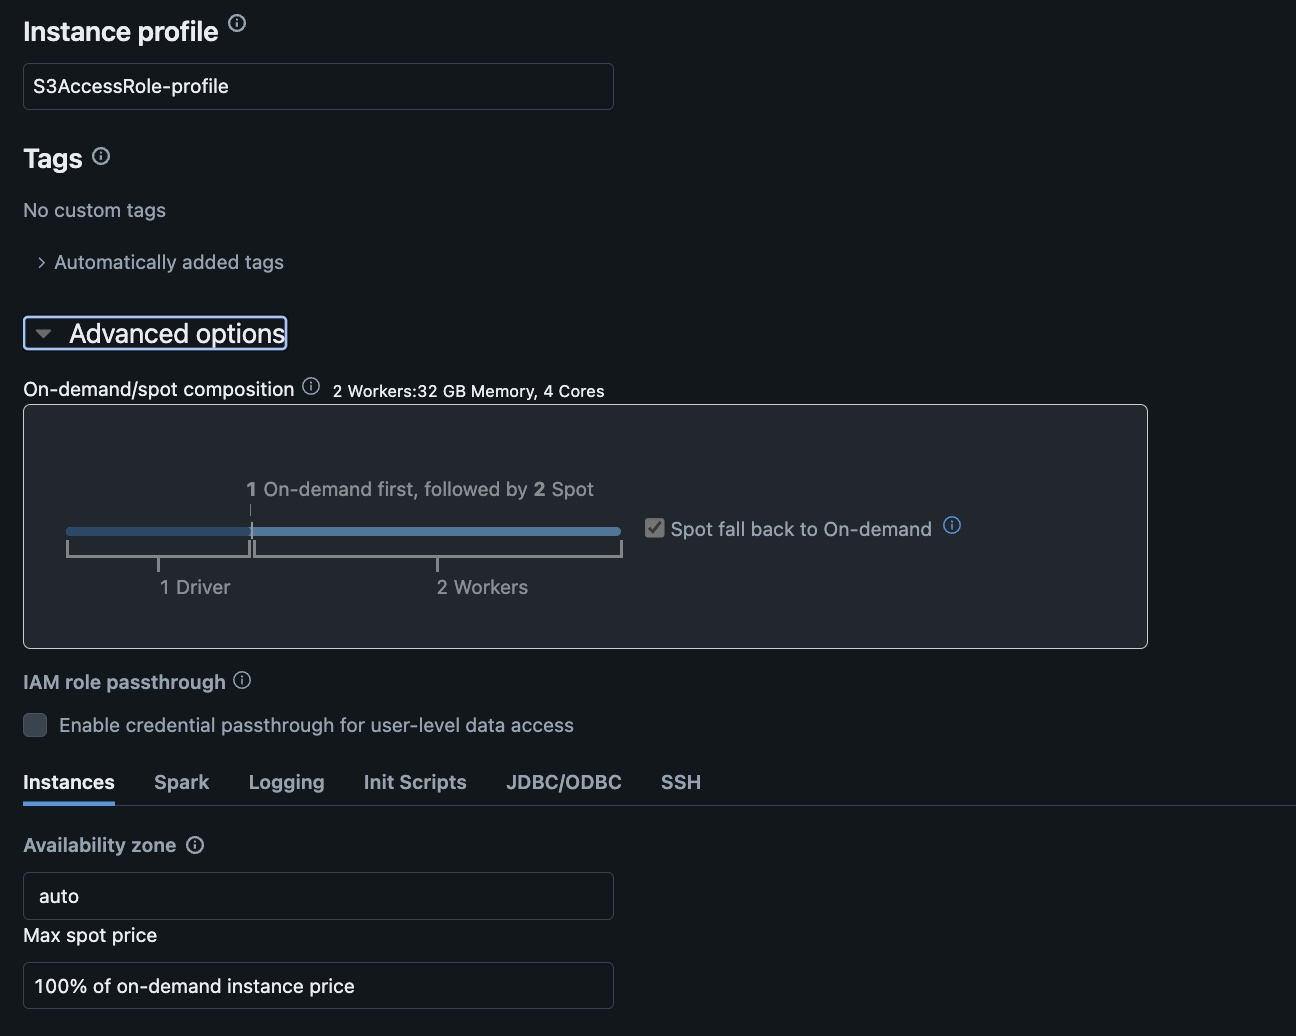 Instance profile
S3AccessRole-profile
Tags
No custom tags
Automatically added tags
Advanced options
On-demand/spot composition 2 Workers:32 GB Memory, 4 Cores
1 On-demand first, followed by 2 Spot
Spot fall back to On-demand
1 Driver 2 Workers
IAM role passthrough
Enable credential passthrough for user-level data access
Instances Spark Logging Init Scripts JDBC/ODBC SSH
Availability zone
auto
Max spot price
100% of on-demand instance price